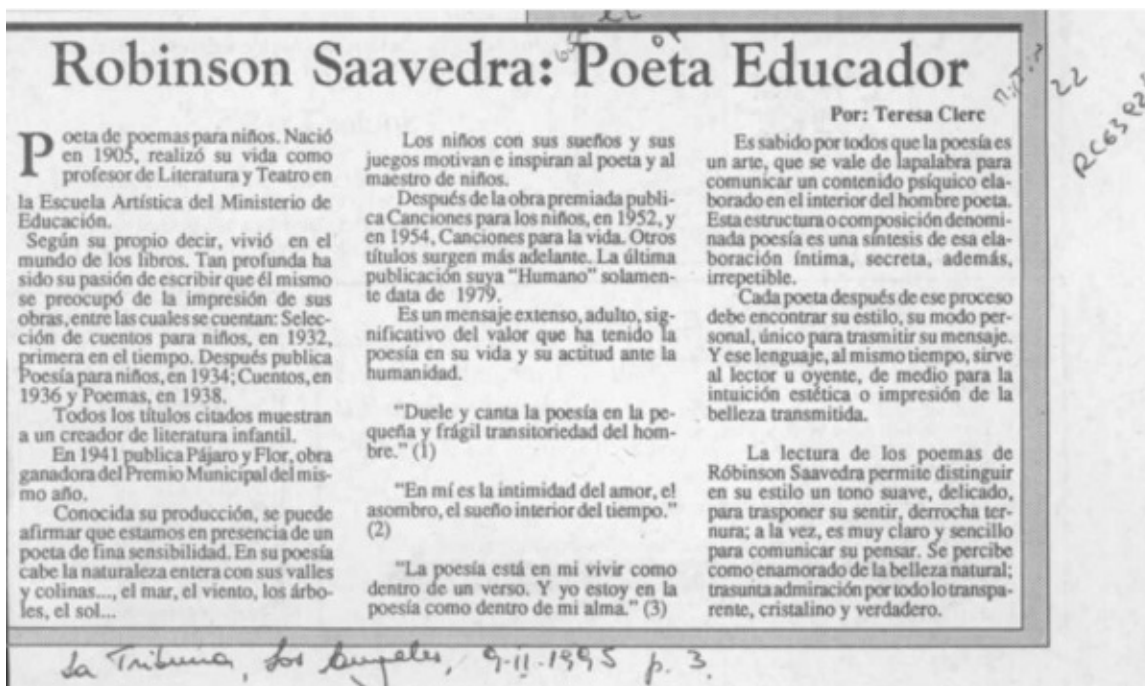 Robinson Saavedra: Poeta Educador
Por: Teresa Clerc
Poeta de poemas para niños. Nació
en 1905, realizó su vida como
profesor de Literatura y Teatro en
la Escuela Artística del Ministerio de
Educación.
Según su propio decir, vivió en el
mundo de los libros. Tan profunda ha
sido su pasión de escribir que él mismo
se preocupó de la impresión de sus
obras, entre las cuales se cuentan: Selec-
ción de cuentos para niños, en 1932,
primera en el tiempo. Después publica
Poesía para niños, en 1934; Cuentos, en
1936 y Poemas, en 1938.
Todos los títulos citados muestran
a un creador de literatura infantil.
En 1941 publica Pájaro y Flor, obra
ganadora del Premio Municipal del mis-
mo año.
Conocida su producción, se puede
afirmar que estamos en presencia de un
poeta de fina sensibilidad. En su poesía
cabe la naturaleza entera con sus valles
y colinas..., el mar, el viento, los árbo-
les, el sol...
Los niños con sus sueños y sus
juegos motivan e inspiran al poeta y al
maestro de niños.
Después de la obra premiada publi-
ca Canciones para los niños, en 1952, y
en 1954, Canciones para la vida. Otros
títulos surgen más adelante. La última
publicación suya "Humano" solamen-
te data de 1979.
Es un mensaje extenso, adulto, sig-
nificativo del valor que ha tenido la
poesía en su vida y su actitud ante la
humanidad.
"Duele y canta la poesía en la pe-
queña y frágil transitoriedad del hom-
bre." (1)
"En mí es la intimidad del amor, el
asombro, el sueño interior del tiempo."
(2)
"La poesía está en mi vivir como
dentro de un verso. Y yo estoy en la
poesía como dentro de mi alma." (3)
Es sabido por todos que la poesía es
un arte, que se vale de lapalabra para
comunicar un contenido psíquico ela-
borado en el interior del hombre poeta.
Esta estructura o composición denomi-
nada poesía es una síntesis de esa ela-
boración íntima, secreta, además,
irrepetible.
Cada poeta después de ese proceso
debe encontrar su estilo, su modo per-
sonal, único para trasmitir su mensaje.
Y ese lenguaje, al mismo tiempo, sirve
al lector u oyente, de medio para la
intuición estética o impresión de la
belleza transmitida.
La lectura de los poemas de
Róbinson Saavedra permite distinguir
en su estilo un tono suave, delicado,
para trasponer su sentir, derrocha ter-
nura; a la vez, es muy claro y sencillo
para comunicar su pensar. Se percibe
como enamorado de la belleza natural;
trasunta admiración por todo lo transpa-
rente, cristalino y verdadero.
La Tribuna, Los Angeles, 9-II-1995 p. 3.
22